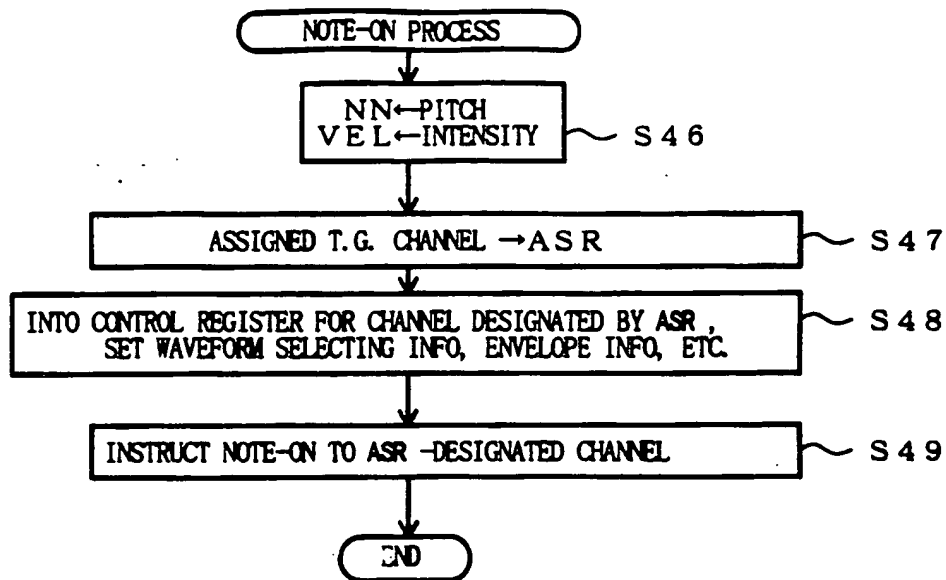 NOTE-ON PROCESS
NN←PITCH
VEL←INTENSITY
S46
ASSIGNED T.G. CHANNEL →ASR
S47
INTO CONTROL REGISTER FOR CHANNEL DESIGNATED BY ASR,
SET WAVEFORM SELECTING INFO, ENVELOPE INFO, ETC.
S48
INSTRUCT NOTE-ON TO ASR -DESIGNATED CHANNEL
S49
END